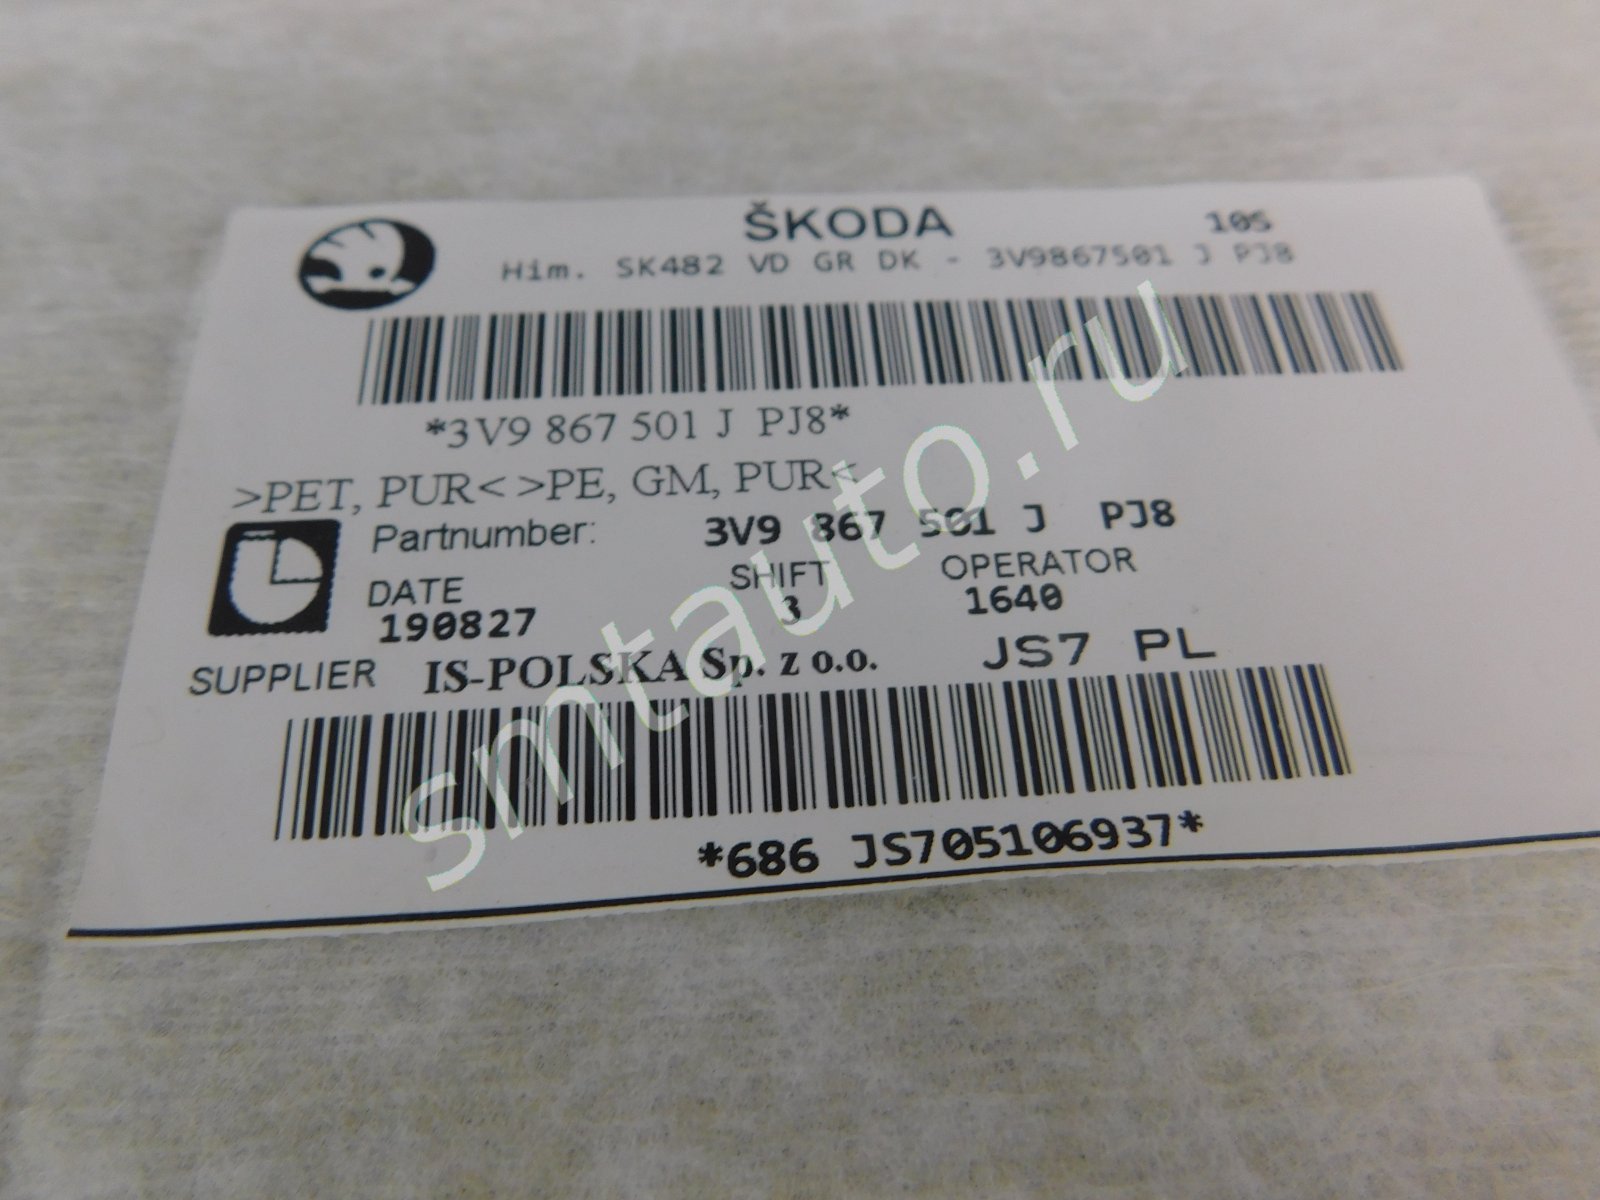 ŠKODA 105
Him. SK482 VD GR DK - 3V9867501 J PJ8
*3V9 867 501 J PJ8*
>PET, PUR< >PE, GM, PUR<
Partnumber: 3V9 867 501 J PJ8
DATE SHIFT OPERATOR
190827 3 1640
SUPPLIER IS-POLSKA Sp. z o.o. JS7 PL
*686 JS705106937*
smtauto.ru